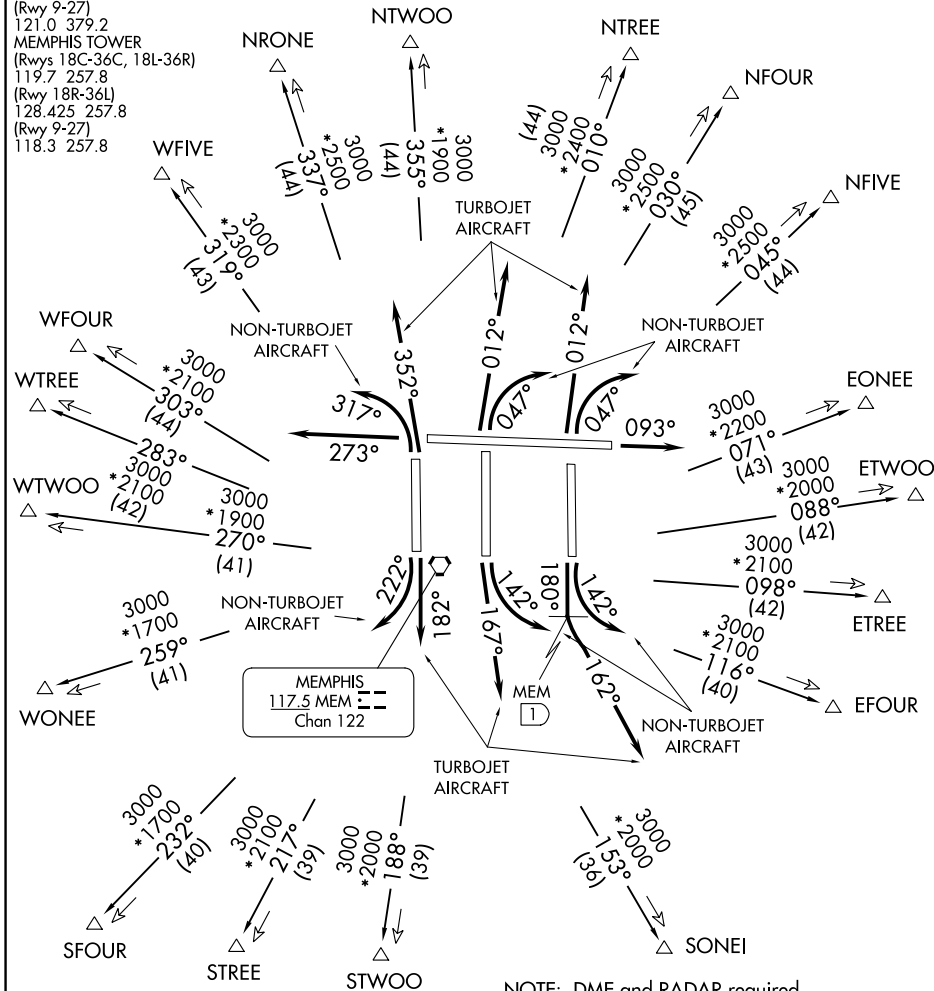 (Rwy 9-27)
121.0 379.2
MEMPHIS TOWER
(Rwys 18C-36C, 18L-36R)
119.7 257.8
(Rwy 18R-36L)
128.425 257.8
(Rwy 9-27)
118.3 257.8
NTWOO
3000
*1900
355°
(44)
NRONE
3000
*2500
337°
(44)
NTREE
(44)
3000
*2400
010°
NFOUR
3000
*2500
030°
(45)
WFIVE
3000
*2300
319°
(43)
NFIVE
3000
*2500
045°
(44)
TURBOJET
AIRCRAFT
NON-TURBOJET
AIRCRAFT
NON-TURBOJET
AIRCRAFT
WFOUR
3000
*2100
303°
(44)
WTREE
283°
3000
*2100
(42)
WTWOO
3000
*1900
270°
(41)
317°
273°
352°
012°
047°
012°
047°
093°
EONEE
3000
*2200
071°
(43)
ETWOO
3000
*2000
088°
(42)
3000
*2100
098°
(42)
ETREE
3000
*2100
116°
(40)
EFOUR
NON-TURBOJET
AIRCRAFT
222°
182°
167°
142°
180°
142°
162°
3000
*1700
259°
(41)
WONEE
MEMPHIS
117.5 MEM
Chan 122
MEM
1
NON-TURBOJET
AIRCRAFT
TURBOJET
AIRCRAFT
3000
*1700
232°
(40)
SFOUR
3000
*2100
217°
(39)
STREE
3000
*2000
188°
(39)
STWOO
3000
*2000
153°
(36)
SONEI
NOTE: DME and RADAR required